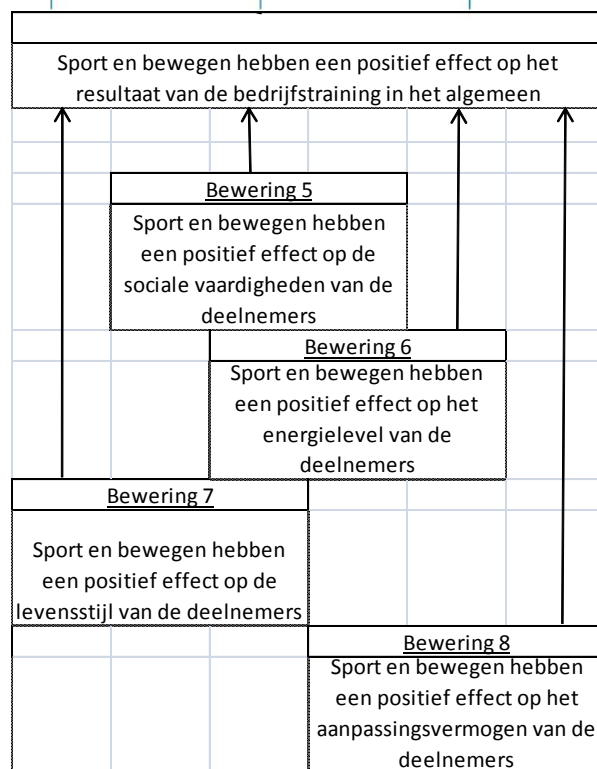 Sport en bewegen hebben een positief effect op het
resultaat van de bedrijfstraining in het algemeen
Bewering 5
Sport en bewegen hebben
een positief effect op de
sociale vaardigheden van de
deelnemers
Bewering 6
Sport en bewegen hebben
een positief effect op het
energielevel van de
deelnemers
Bewering 7
Sport en bewegen hebben
een positief effect op de
levensstijl van de deelnemers
Bewering 8
Sport en bewegen hebben
een positief effect op het
aanpassingsvermogen van de
deelnemers